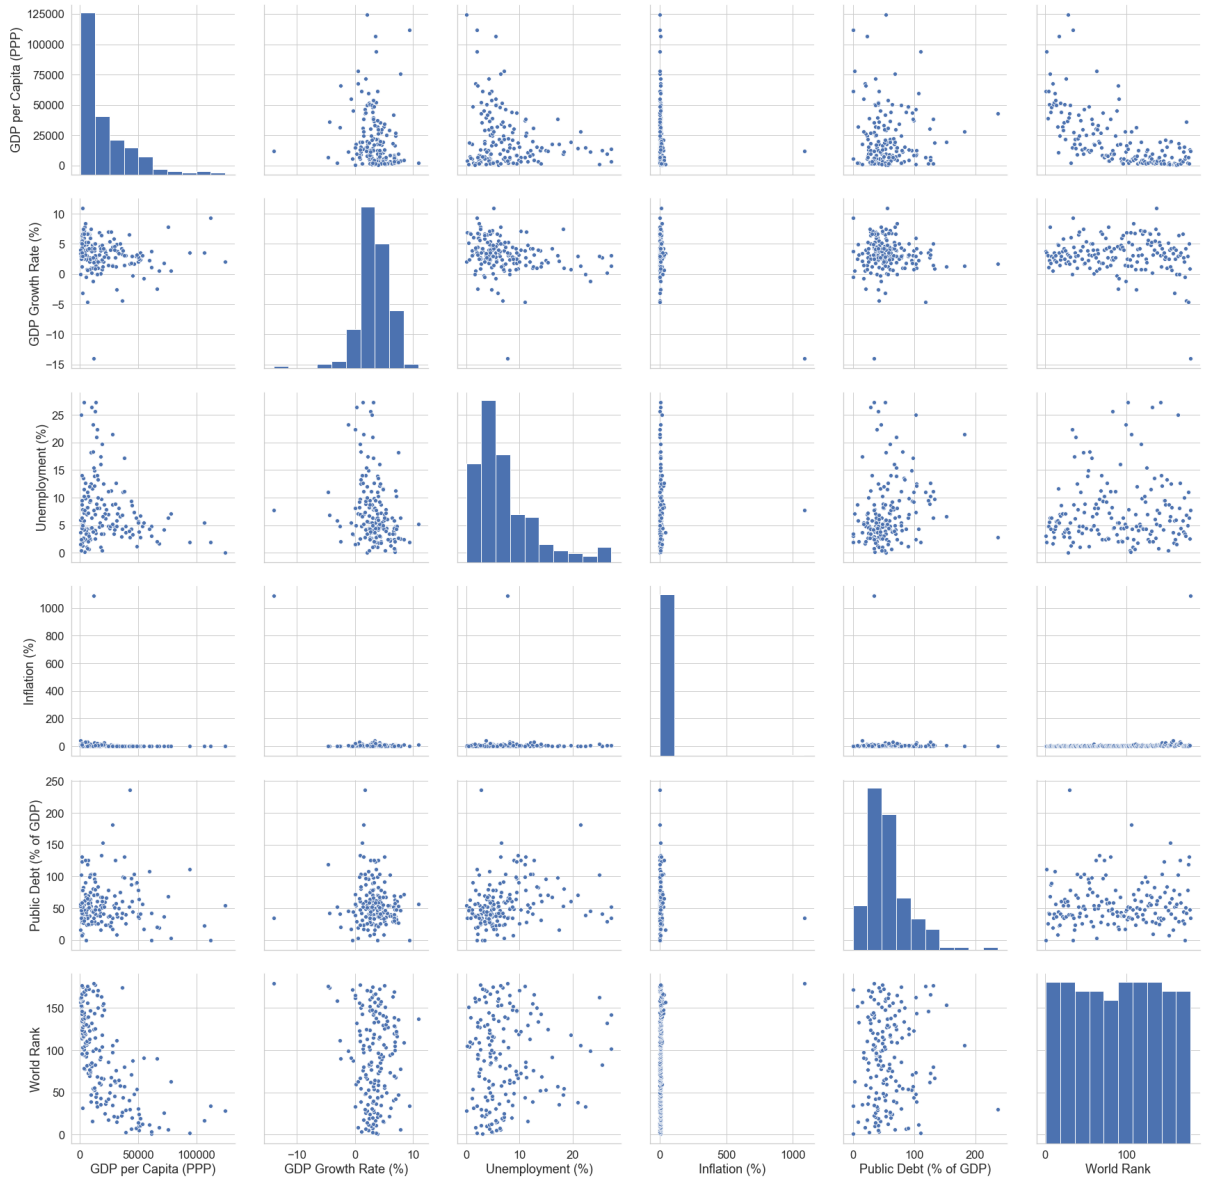 GDP per Capita (PPP)
125000
100000
75000
50000
25000
0
GDP Growth Rate (%)
10
5
0
−5
−10
−15
Unemployment (%)
25
20
15
10
5
0
Inflation (%)
1000
800
600
400
200
0
Public Debt (% of GDP)
250
200
150
100
50
0
World Rank
150
100
50
0
0 50000 100000
−10 0 10
0 10 20
0 500 1000
0 100 200
0 100
GDP per Capita (PPP)
GDP Growth Rate (%)
Unemployment (%)
Inflation (%)
Public Debt (% of GDP)
World Rank